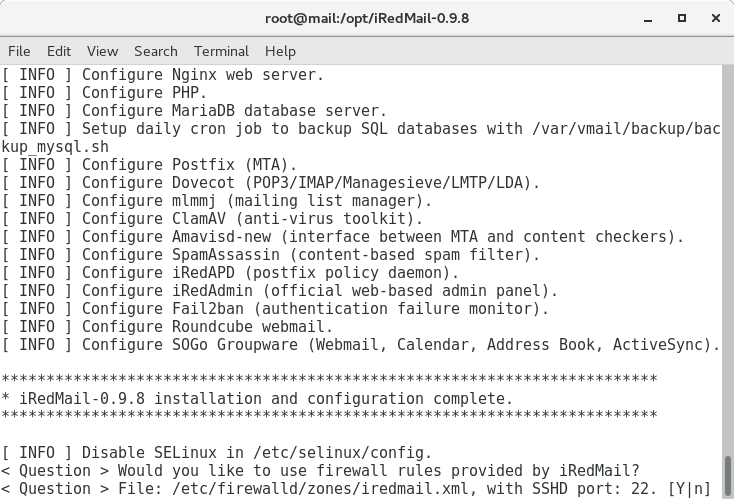 root@mail:/opt/iRedMail-0.9.8
File Edit View Search Terminal Help
[ INFO ] Configure Nginx web server.
[ INFO ] Configure PHP.
[ INFO ] Configure MariaDB database server.
[ INFO ] Setup daily cron job to backup SQL databases with /var/vmail/backup/bac
kup_mysql.sh
[ INFO ] Configure Postfix (MTA).
[ INFO ] Configure Dovecot (POP3/IMAP/Managesieve/LMTP/LDA).
[ INFO ] Configure mlmmj (mailing list manager).
[ INFO ] Configure ClamAV (anti-virus toolkit).
[ INFO ] Configure Amavisd-new (interface between MTA and content checkers).
[ INFO ] Configure SpamAssassin (content-based spam filter).
[ INFO ] Configure iRedAPD (postfix policy daemon).
[ INFO ] Configure iRedAdmin (official web-based admin panel).
[ INFO ] Configure Fail2ban (authentication failure monitor).
[ INFO ] Configure Roundcube webmail.
[ INFO ] Configure SOGo Groupware (Webmail, Calendar, Address Book, ActiveSync).
*************************************************************************
* iRedMail-0.9.8 installation and configuration complete.
*************************************************************************
[ INFO ] Disable SELinux in /etc/selinux/config.
< Question > Would you like to use firewall rules provided by iRedMail?
< Question > File: /etc/firewalld/zones/iredmail.xml, with SSHD port: 22. [Y|n]